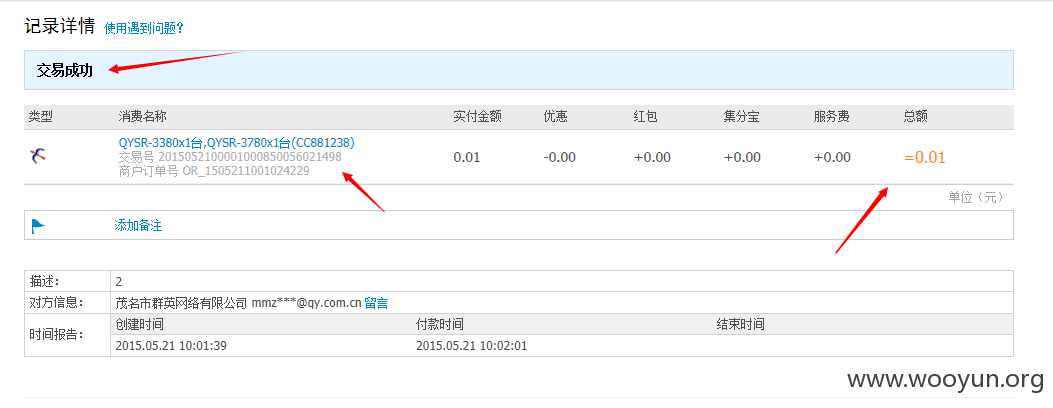 记录详情 使用遇到问题？
交易成功
类型 消费名称 实付金额 优惠 红包 集分宝 服务费 总额
QYSR-3380x1台,QYSR-3780x1台(CC881238)
交易号 2015052100001000850056021498
商户订单号 OR_1505211001024229
0.01 -0.00 +0.00 +0.00 +0.00 =0.01
单位（元）
添加备注
描述： 2
对方信息： 茂名市群英网络有限公司 mmz***@qy.com.cn 留言
时间报告： 创建时间 付款时间 结束时间
2015.05.21 10:01:39 2015.05.21 10:02:01
www.wooyun.org